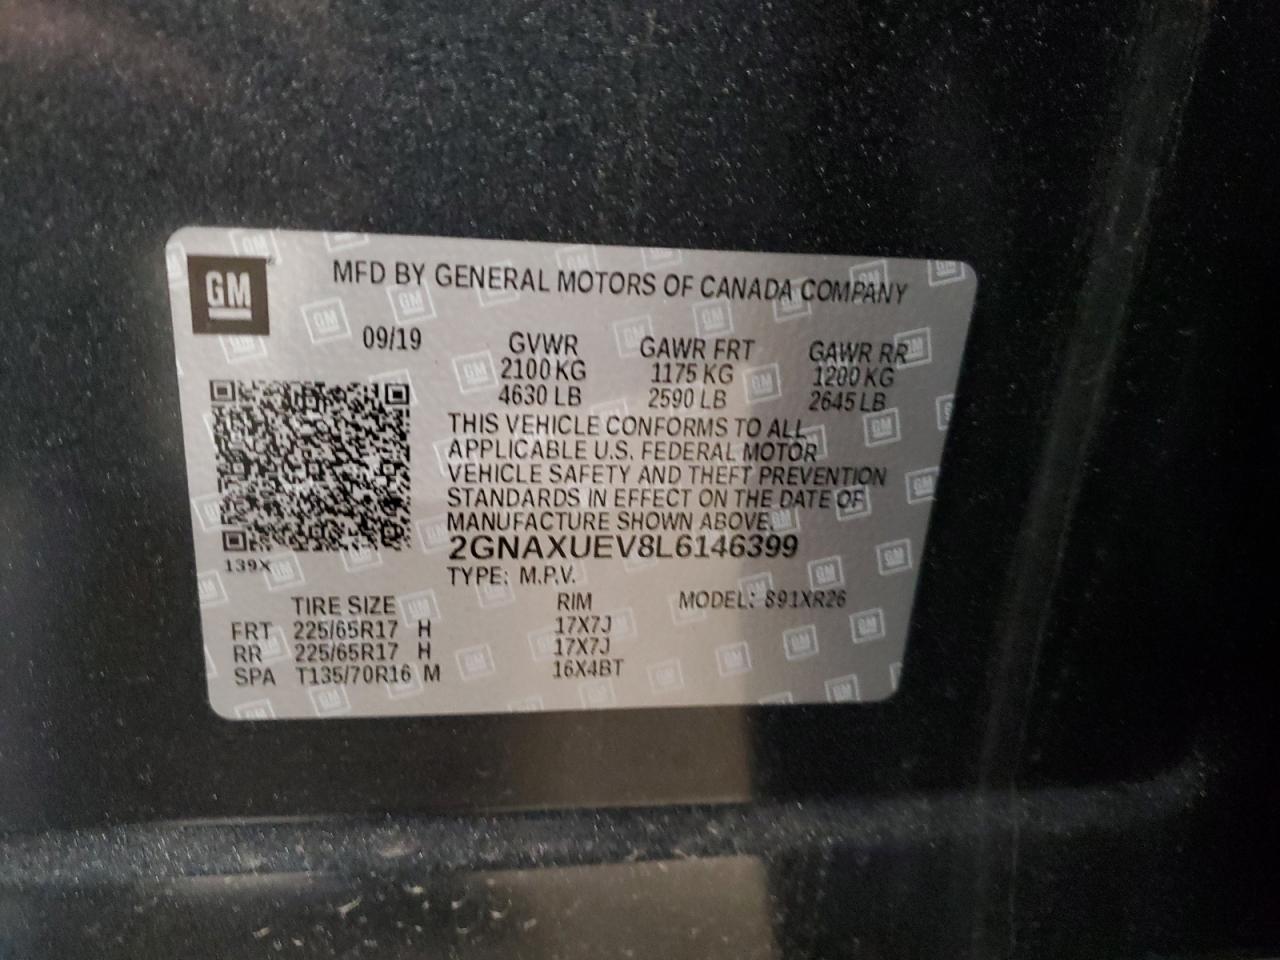 GM
MFD BY GENERAL MOTORS OF CANADA COMPANY
09/19 GVWR GAWR FRT GAWR RR
2100 KG 1175 KG 1200 KG
4630 LB 2590 LB 2645 LB
THIS VEHICLE CONFORMS TO ALL
APPLICABLE U.S. FEDERAL MOTOR
VEHICLE SAFETY AND THEFT PREVENTION
STANDARDS IN EFFECT ON THE DATE OF
MANUFACTURE SHOWN ABOVE.
2GNAXUEV8L6146399
139X
TYPE: M.P.V.
TIRE SIZE RIM MODEL: S91XR26
FRT 225/65R17 H 17X7J
RR 225/65R17 H 17X7J
SPA T135/70R16 M 16X4BT